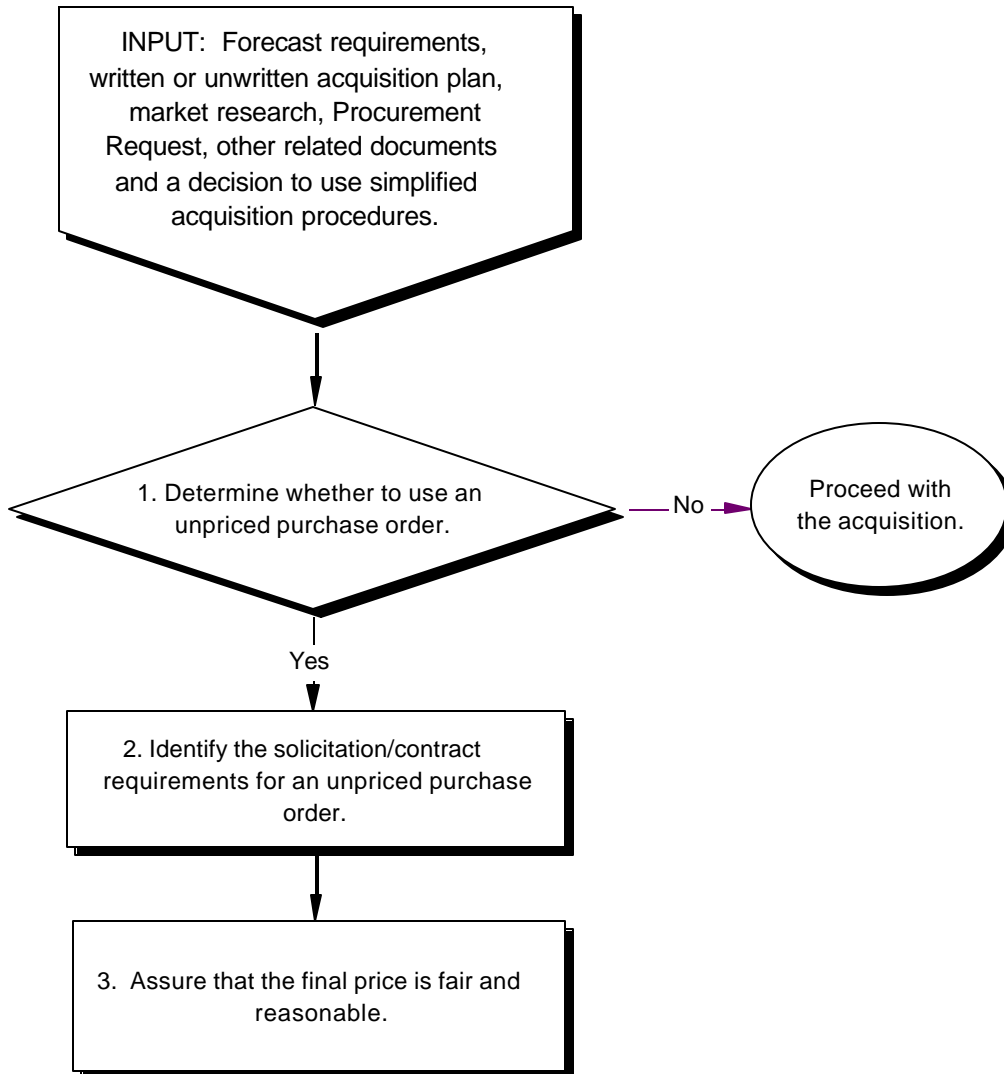 INPUT: Forecast requirements,
written or unwritten acquisition plan,
market research, Procurement
Request, other related documents
and a decision to use simplified
acquisition procedures.
1. Determine whether to use an
unpriced purchase order.
No
Proceed with
the acquisition.
Yes
2. Identify the solicitation/contract
requirements for an unpriced purchase
order.
3. Assure that the final price is fair and
reasonable.